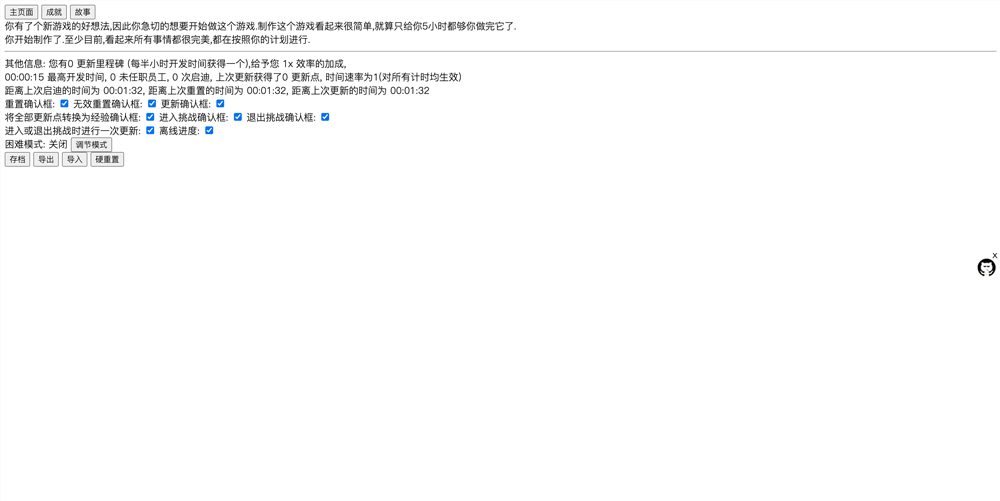 主页面 成就 故事
你有了个新游戏的好想法,因此你急切的想要开始做这个游戏.制作这个游戏看起来很简单,就算只给你5小时都够你做完它了.
你开始制作了.至少目前,看起来所有事情都很完美,都在按照你的计划进行.
其他信息: 您有0 更新里程碑 (每半小时开发时间获得一个),给予您 1x 效率的加成,
00:00:15 最高开发时间, 0 未任职员工, 0 次启迪, 上次更新获得了0 更新点, 时间速率为1(对所有计时均生效)
距离上次启迪的时间为 00:01:32, 距离上次重置的时间为 00:01:32, 距离上次更新的时间为 00:01:32
重置确认框: 无效重置确认框: 更新确认框:
将全部更新点转换为经验确认框: 进入挑战确认框: 退出挑战确认框:
进入或退出挑战时进行一次更新: 离线进度:
困难模式: 关闭 调节模式
存档 导出 导入 硬重置
x